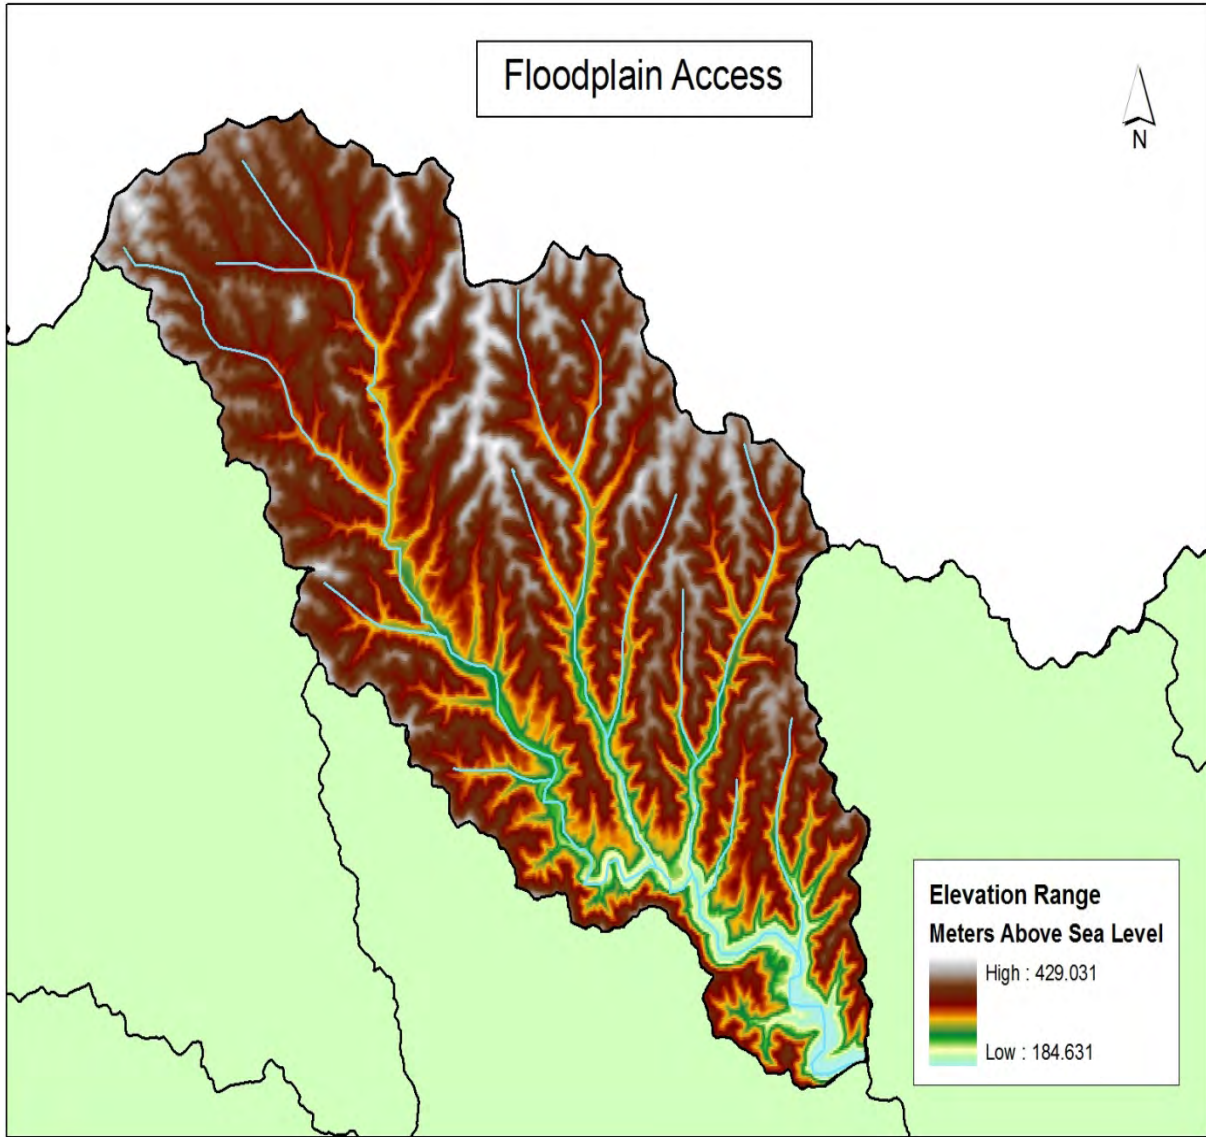 Floodplain Access
N
Elevation Range
Meters Above Sea Level
High : 429.031
Low : 184.631